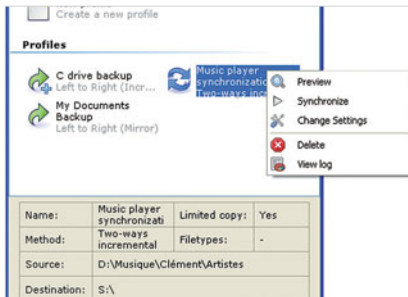 Create a new profile
Profiles
C drive backup
Left to Right (Incr...
Music player
synchronizatio
Two-ways incre
My Documents
Backup
Left to Right (Mirror)
Preview
Synchronize
Change Settings
Delete
View log
Name: Music player synchronizati Limited copy: Yes
Method: Two-ways incremental Filetypes: -
Source: D:\Musique\Clément\Artistes
Destination: S:\